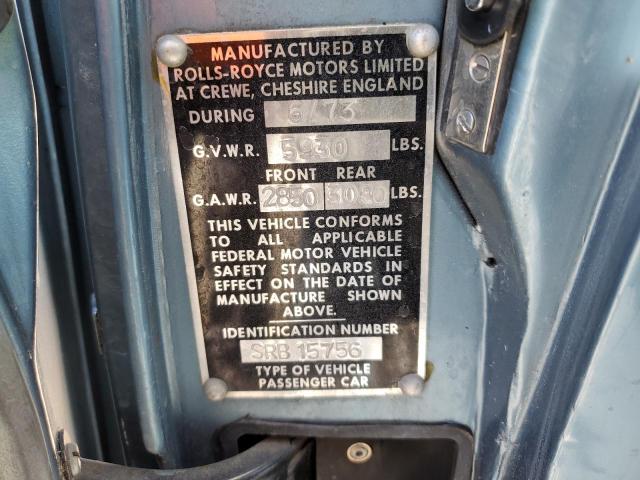 MANUFACTURED BY
ROLLS-ROYCE MOTORS LIMITED
AT CREWE, CHESHIRE ENGLAND
DURING 6/73
G.V.W.R. 5930 LBS.
FRONT REAR
G.A.W.R. 2850 3080 LBS.
THIS VEHICLE CONFORMS
TO ALL APPLICABLE
FEDERAL MOTOR VEHICLE
SAFETY STANDARDS IN
EFFECT ON THE DATE OF
MANUFACTURE SHOWN
ABOVE.
IDENTIFICATION NUMBER
SRB 15756
TYPE OF VEHICLE
PASSENGER CAR